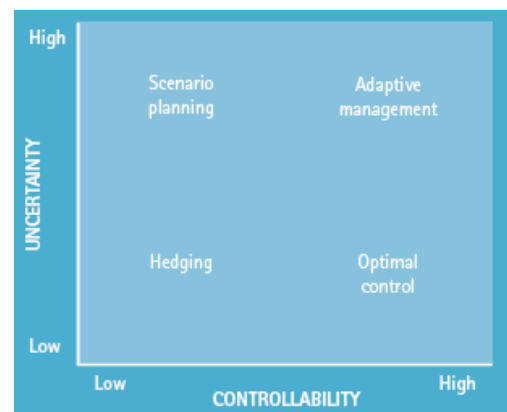 High
Scenario
planning
Adaptive
management
UNCERTAINTY
Hedging
Optimal
control
Low
Low
High
CONTROLLABILITY